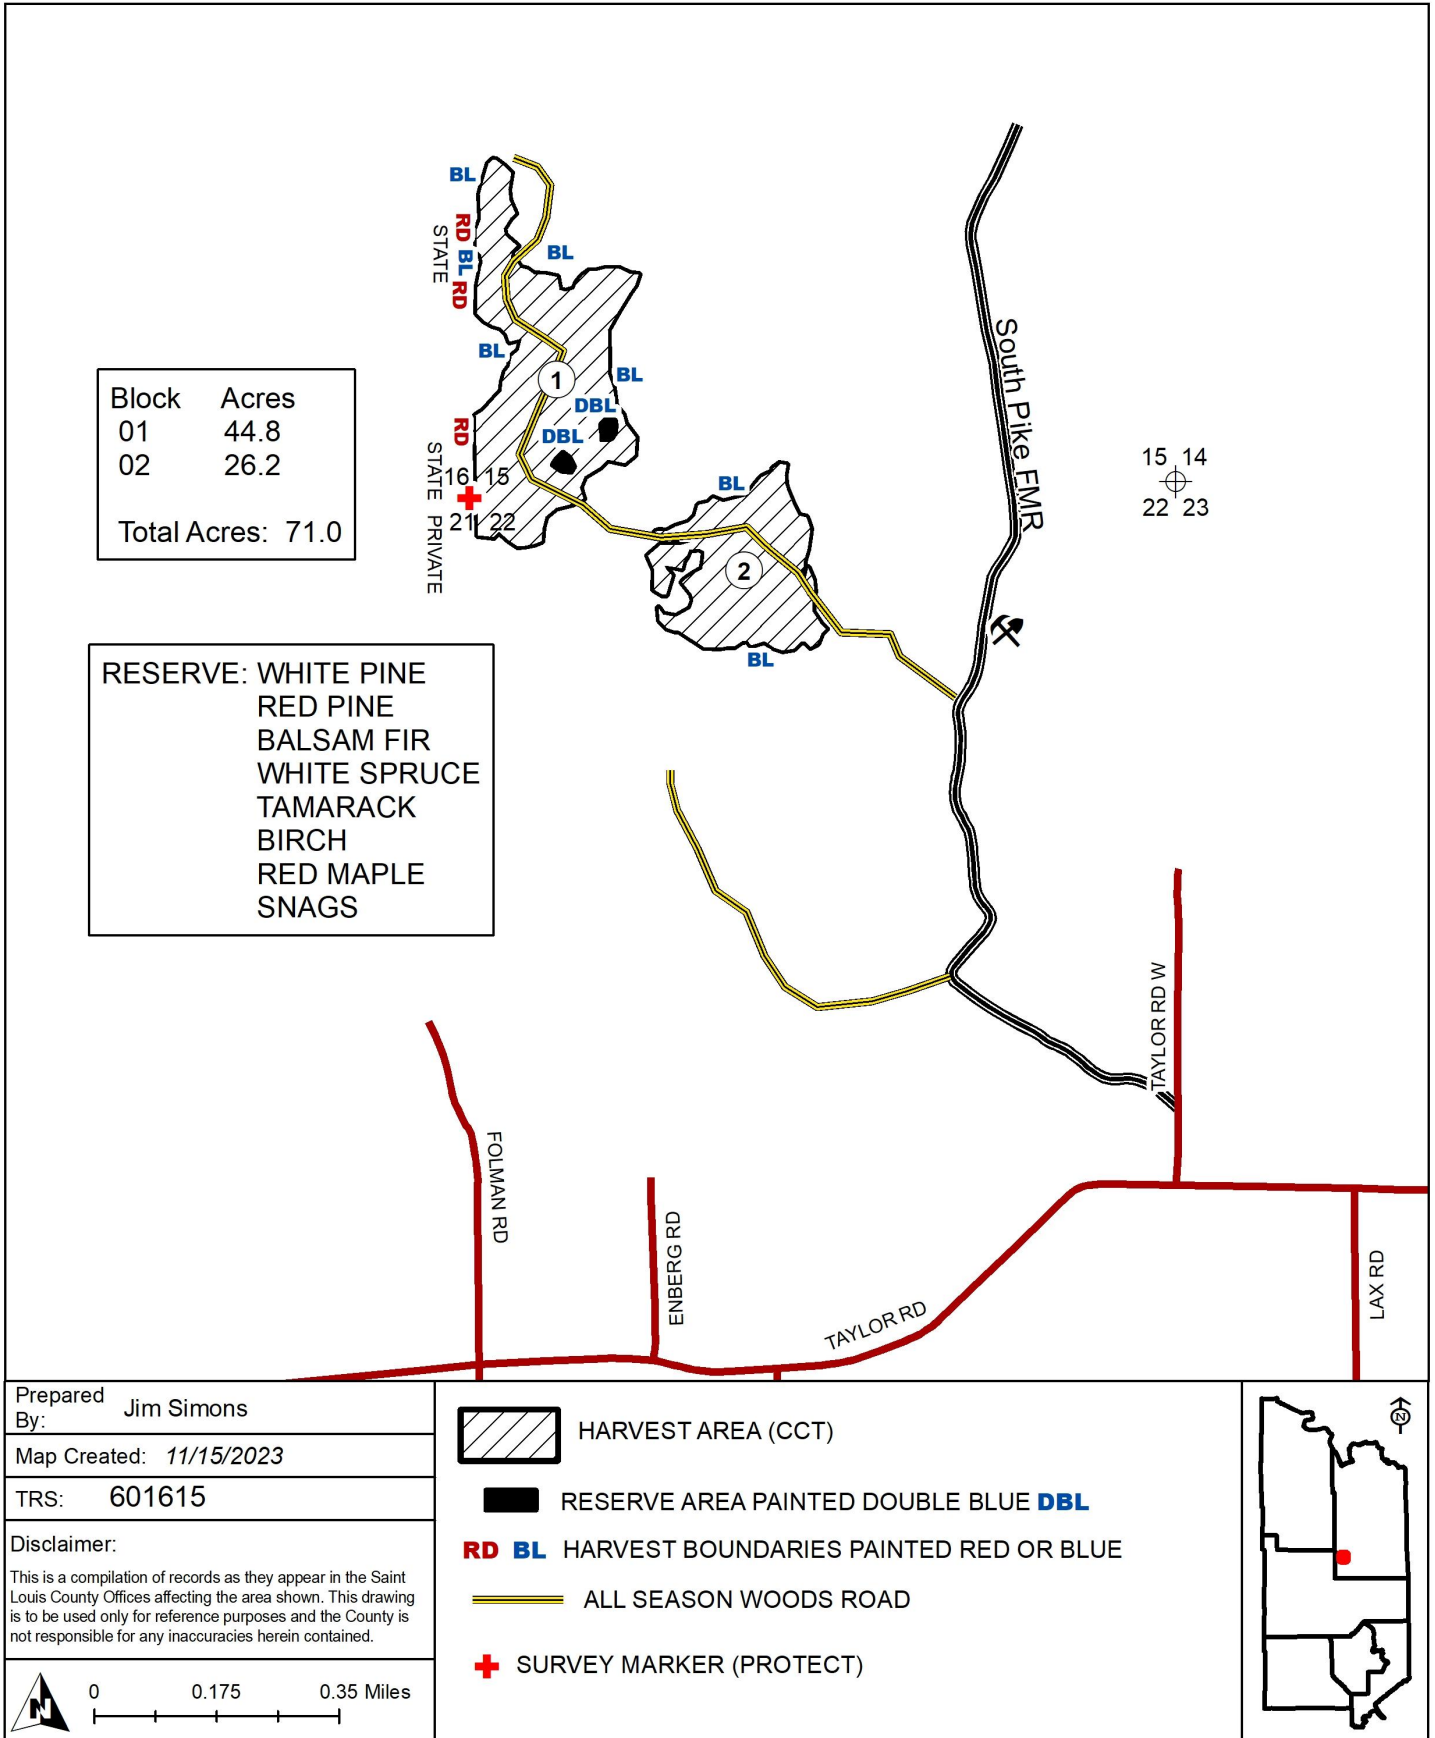 BL
RD
STATE
BL
RD
BL
BL
1
BL
DBL
DBL
RD
STATE
16 15
21 22
PRIVATE
BL
2
BL
South Pike FMR
15 14
22 23
Block Acres
01 44.8
02 26.2
Total Acres: 71.0
RESERVE: WHITE PINE
RED PINE
BALSAM FIR
WHITE SPRUCE
TAMARACK
BIRCH
RED MAPLE
SNAGS
TAYLOR RD W
FOLMAN RD
ENBERG RD
TAYLOR RD
LAX RD
Prepared
By: Jim Simons
Map Created: 11/15/2023
TRS: 601615
Disclaimer:
This is a compilation of records as they appear in the Saint
Louis County Offices affecting the area shown. This drawing
is to be used only for reference purposes and the County is
not responsible for any inaccuracies herein contained.
N
0 0.175 0.35 Miles
HARVEST AREA (CCT)
RESERVE AREA PAINTED DOUBLE BLUE DBL
RD BL HARVEST BOUNDARIES PAINTED RED OR BLUE
ALL SEASON WOODS ROAD
SURVEY MARKER (PROTECT)
N